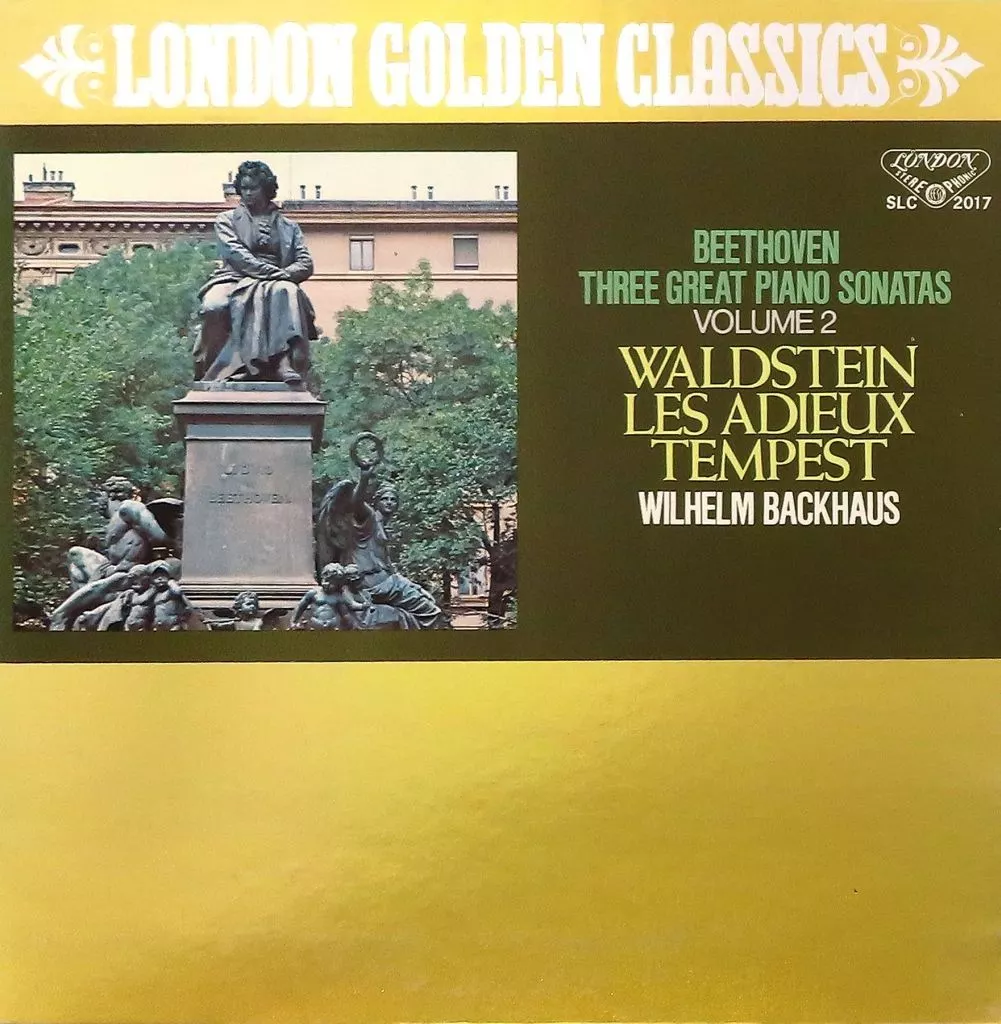 LONDON GOLDEN CLASSICS
LONDON
STEREOPHONIC
SLC 2017
BEETHOVEN
THREE GREAT PIANO SONATAS
VOLUME 2
WALDSTEIN
LES ADIEUX
TEMPEST
WILHELM BACKHAUS
BEETHOVEN